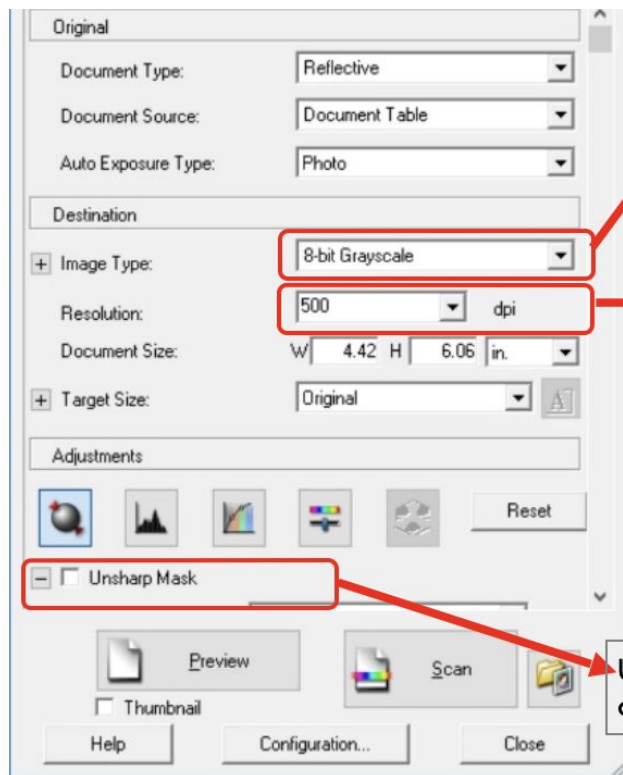 Original
Document Type: Reflective
Document Source: Document Table
Auto Exposure Type: Photo
Destination
Image Type: 8-bit Grayscale
Resolution: 500 dpi
Document Size: W 4.42 H 6.06 in.
Target Size: Original
Adjustments
Reset
Unsharp Mask
Preview
Scan
Thumbnail
Help Configuration... Close